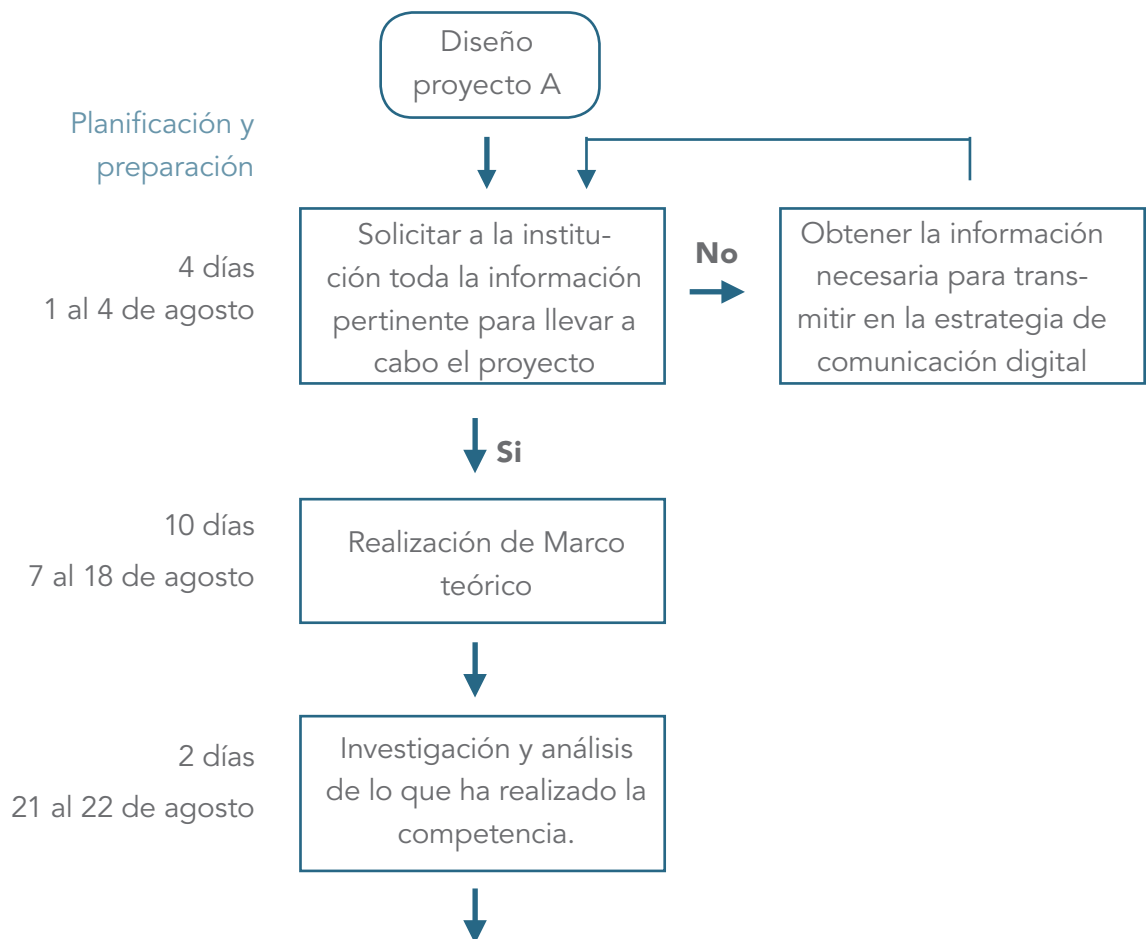 Diseño
proyecto A
Planificación y
preparación
4 días
1 al 4 de agosto
Solicitar a la institu-
ción toda la información
pertinente para llevar a
cabo el proyecto
No
Obtener la información
necesaria para trans-
mitir en la estrategia de
comunicación digital
Si
10 días
7 al 18 de agosto
Realización de Marco
teórico
2 días
21 al 22 de agosto
Investigación y análisis
de lo que ha realizado la
competencia.